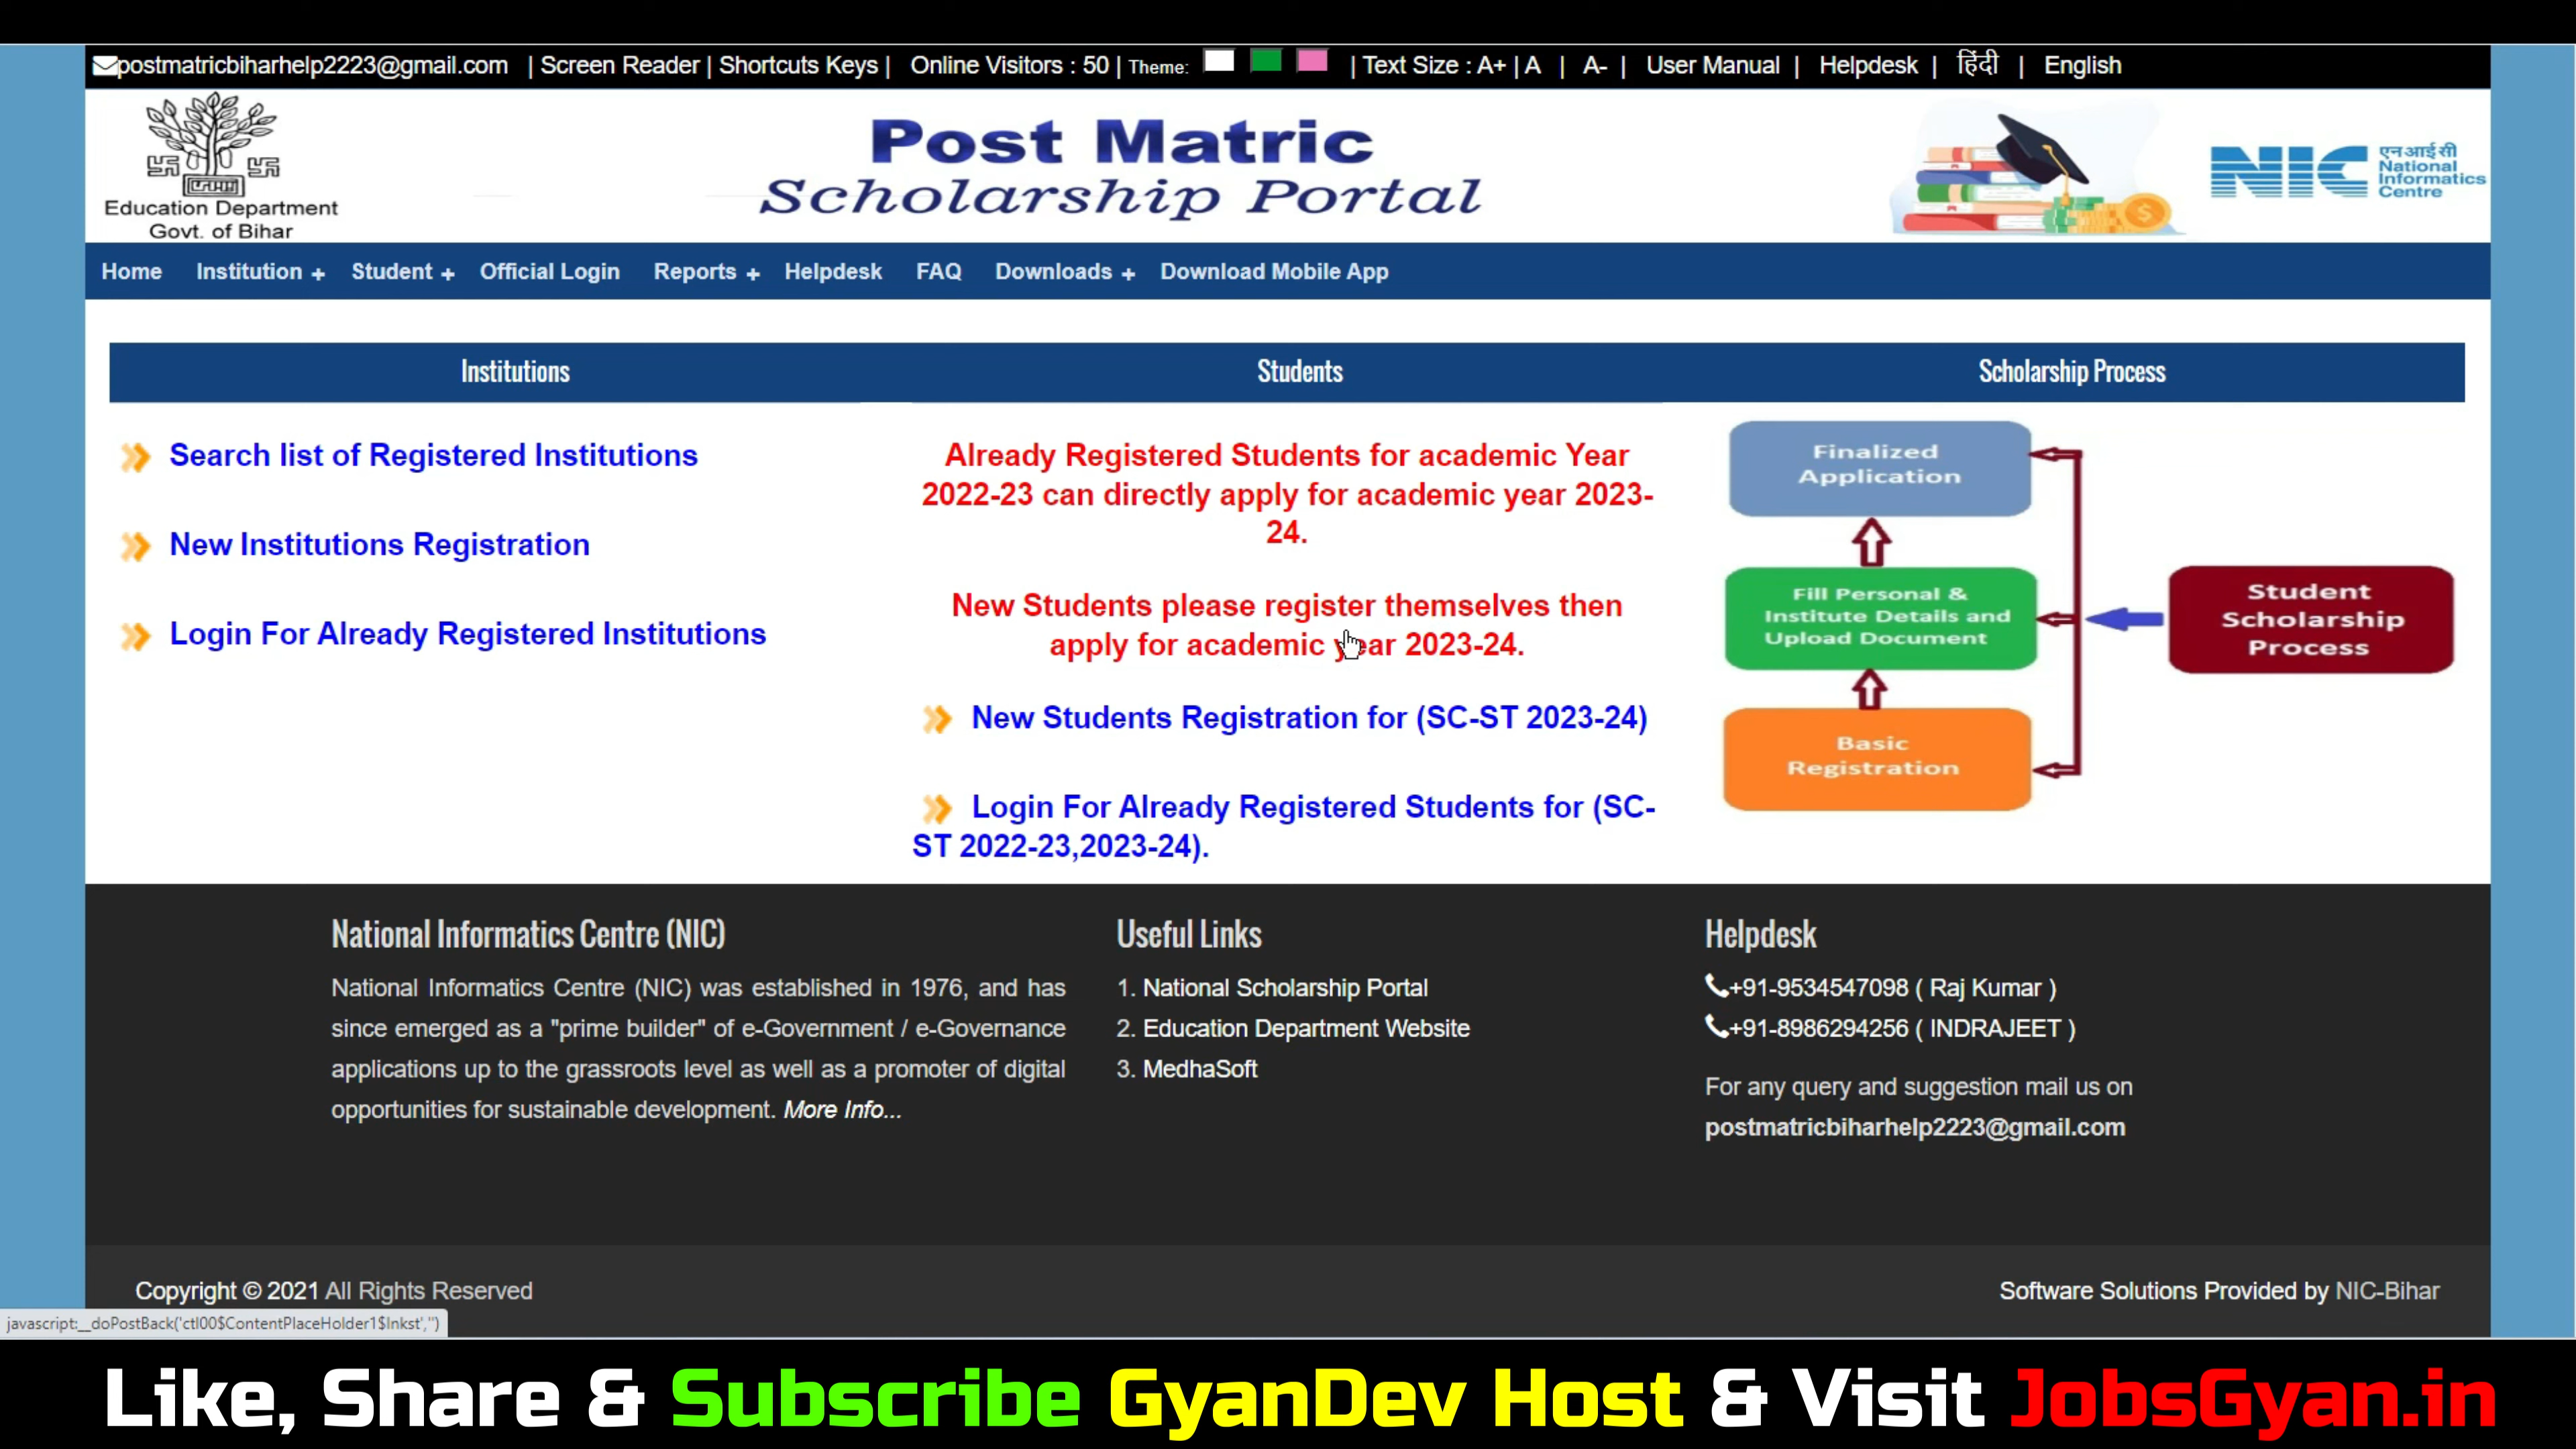 postmatricbiharhelp2223@gmail.com | Screen Reader | Shortcuts Keys | Online Visitors : 50 | Theme: | Text Size : A+ | A | A- | User Manual | Helpdesk | हिंदी | English
Education Department
Govt. of Bihar
Post Matric
Scholarship Portal
NIC
एन आई सी
National
Informatics
Centre
Home Institution + Student + Official Login Reports + Helpdesk FAQ Downloads + Download Mobile App
Institutions
Search list of Registered Institutions
New Institutions Registration
Login For Already Registered Institutions
Students
Already Registered Students for academic Year
2022-23 can directly apply for academic year 2023-
24.
New Students please register themselves then
apply for academic year 2023-24.
New Students Registration for (SC-ST 2023-24)
Login For Already Registered Students for (SC-
ST 2022-23,2023-24).
Scholarship Process
Finalized
Application
Fill Personal &
Institute Details and
Upload Document
Basic
Registration
Student
Scholarship
Process
National Informatics Centre (NIC)
National Informatics Centre (NIC) was established in 1976, and has
since emerged as a "prime builder" of e-Government / e-Governance
applications up to the grassroots level as well as a promoter of digital
opportunities for sustainable development. More Info...
Useful Links
1. National Scholarship Portal
2. Education Department Website
3. MedhaSoft
Helpdesk
+91-9534547098 ( Raj Kumar )
+91-8986294256 ( INDRAJEET )
For any query and suggestion mail us on
postmatricbiharhelp2223@gmail.com
Copyright © 2021 All Rights Reserved
Software Solutions Provided by NIC-Bihar
javascript:__doPostBack('ctl00$ContentPlaceHolder1$lnkst','')
Like, Share & Subscribe GyanDev Host & Visit JobsGyan.in